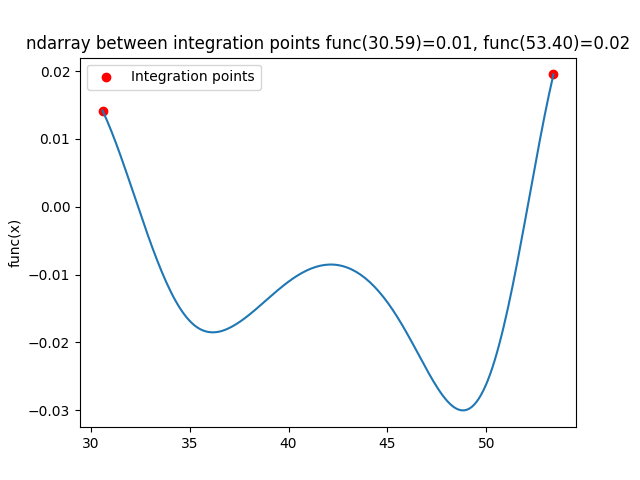 ndarray between integration points func(30.59)=0.01, func(53.40)=0.02
Integration points
func(x)
0.02
0.01
0.00
−0.01
−0.02
−0.03
30 35 40 45 50